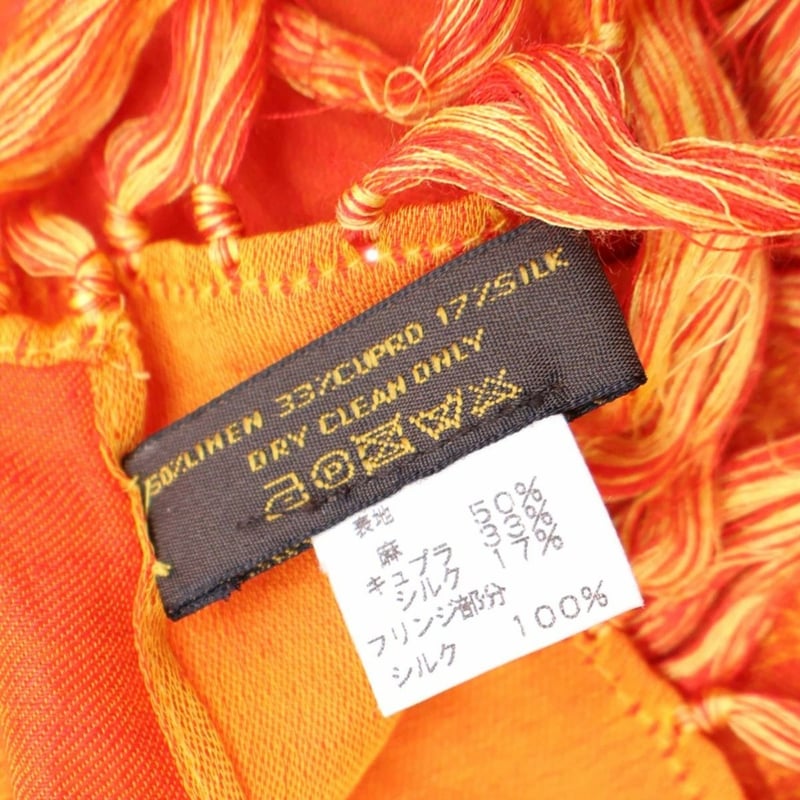 50%LINEN 33%CUPRO 17%SILK
DRY CLEAN ONLY
P
表地
麻 50%
キュプラ 33%
シルク 17%
フリンジ部分
シルク 100%